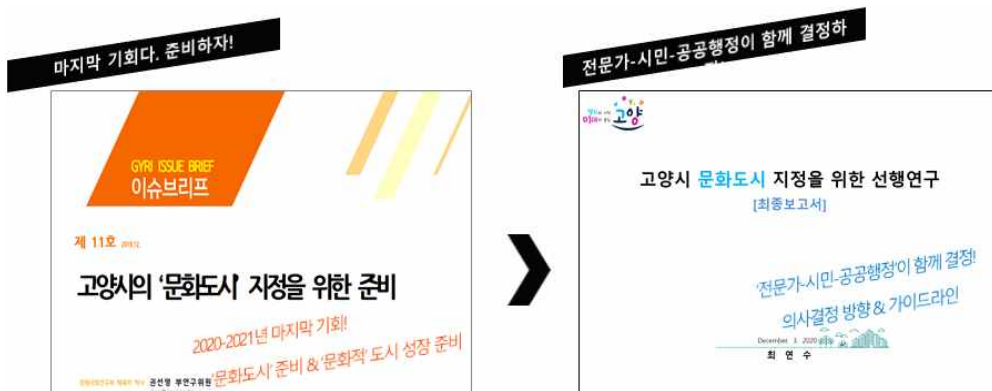 마지막 기회다. 준비하자!
GYRI ISSUE BRIEF
이슈브리프
제 11호
고양시의 '문화도시' 지정을 위한 준비
2020-2021년 마지막 기회!
'문화도시' 준비 & '문화적' 도시 성장 준비
권선영 부연구위원
전문가-시민-공공행정이 함께 결정하
고양
고양시 문화도시 지정을 위한 선행연구
[최종보고서]
'전문가-시민-공공행정'이 함께 결정!
의사결정 방향 & 가이드라인
December. 3. 2020
최 연 수